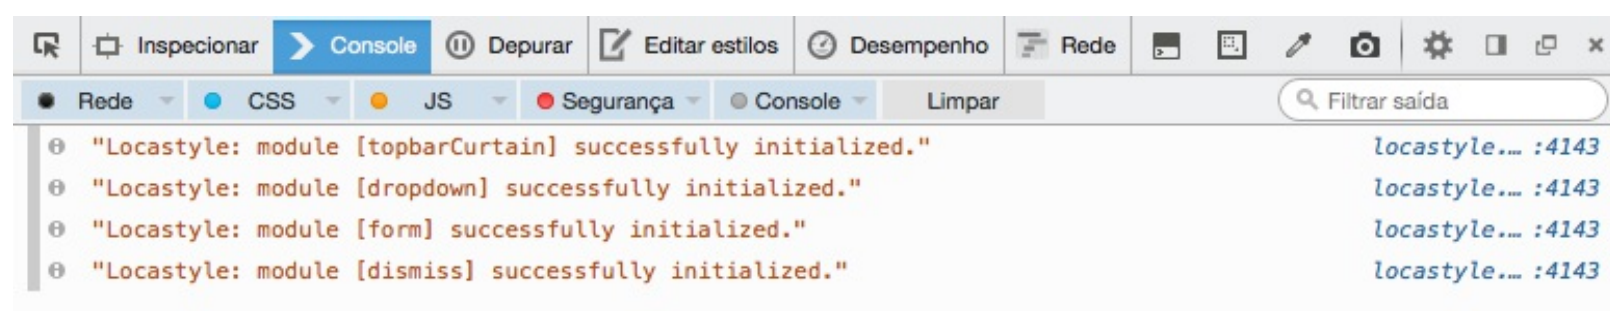 Inspecionar Console Depurar Editar estilos Desempenho Rede
Rede CSS JS Segurança Console Limpar Filtrar saída
"Locastyle: module [topbarCurtain] successfully initialized." locastyle.… :4143
"Locastyle: module [dropdown] successfully initialized." locastyle.… :4143
"Locastyle: module [form] successfully initialized." locastyle.… :4143
"Locastyle: module [dismiss] successfully initialized." locastyle.… :4143